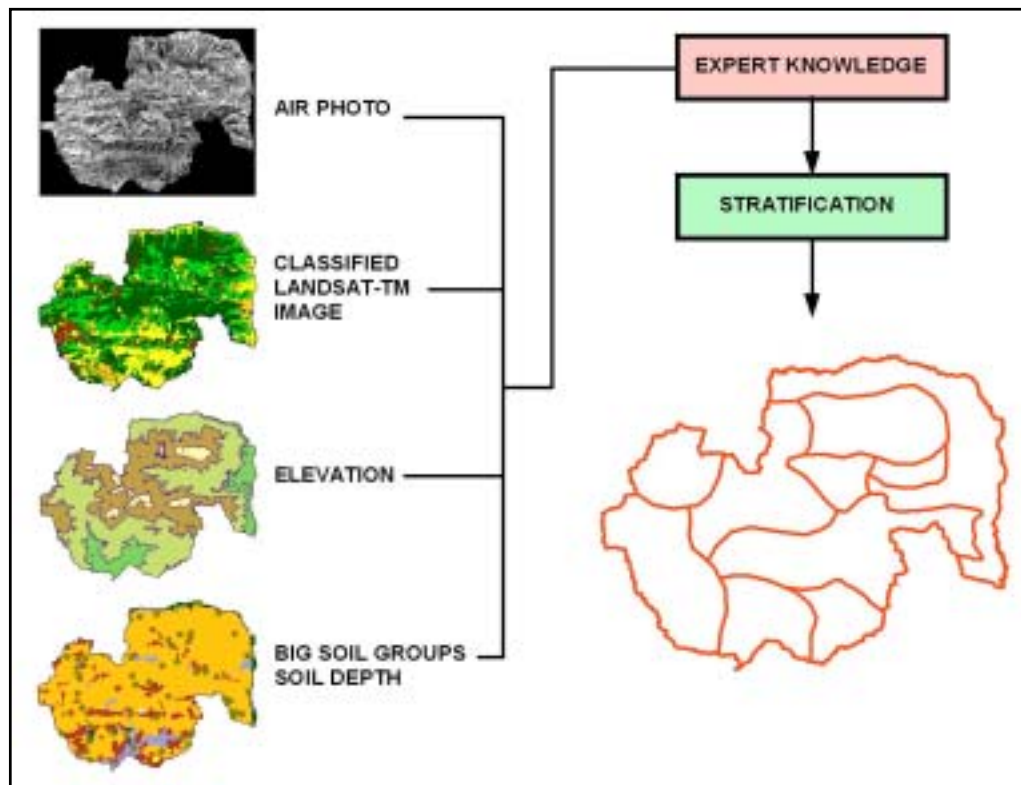 AIR PHOTO
CLASSIFIED
LANDSAT-TM
IMAGE
ELEVATION
BIG SOIL GROUPS
SOIL DEPTH
EXPERT KNOWLEDGE
STRATIFICATION